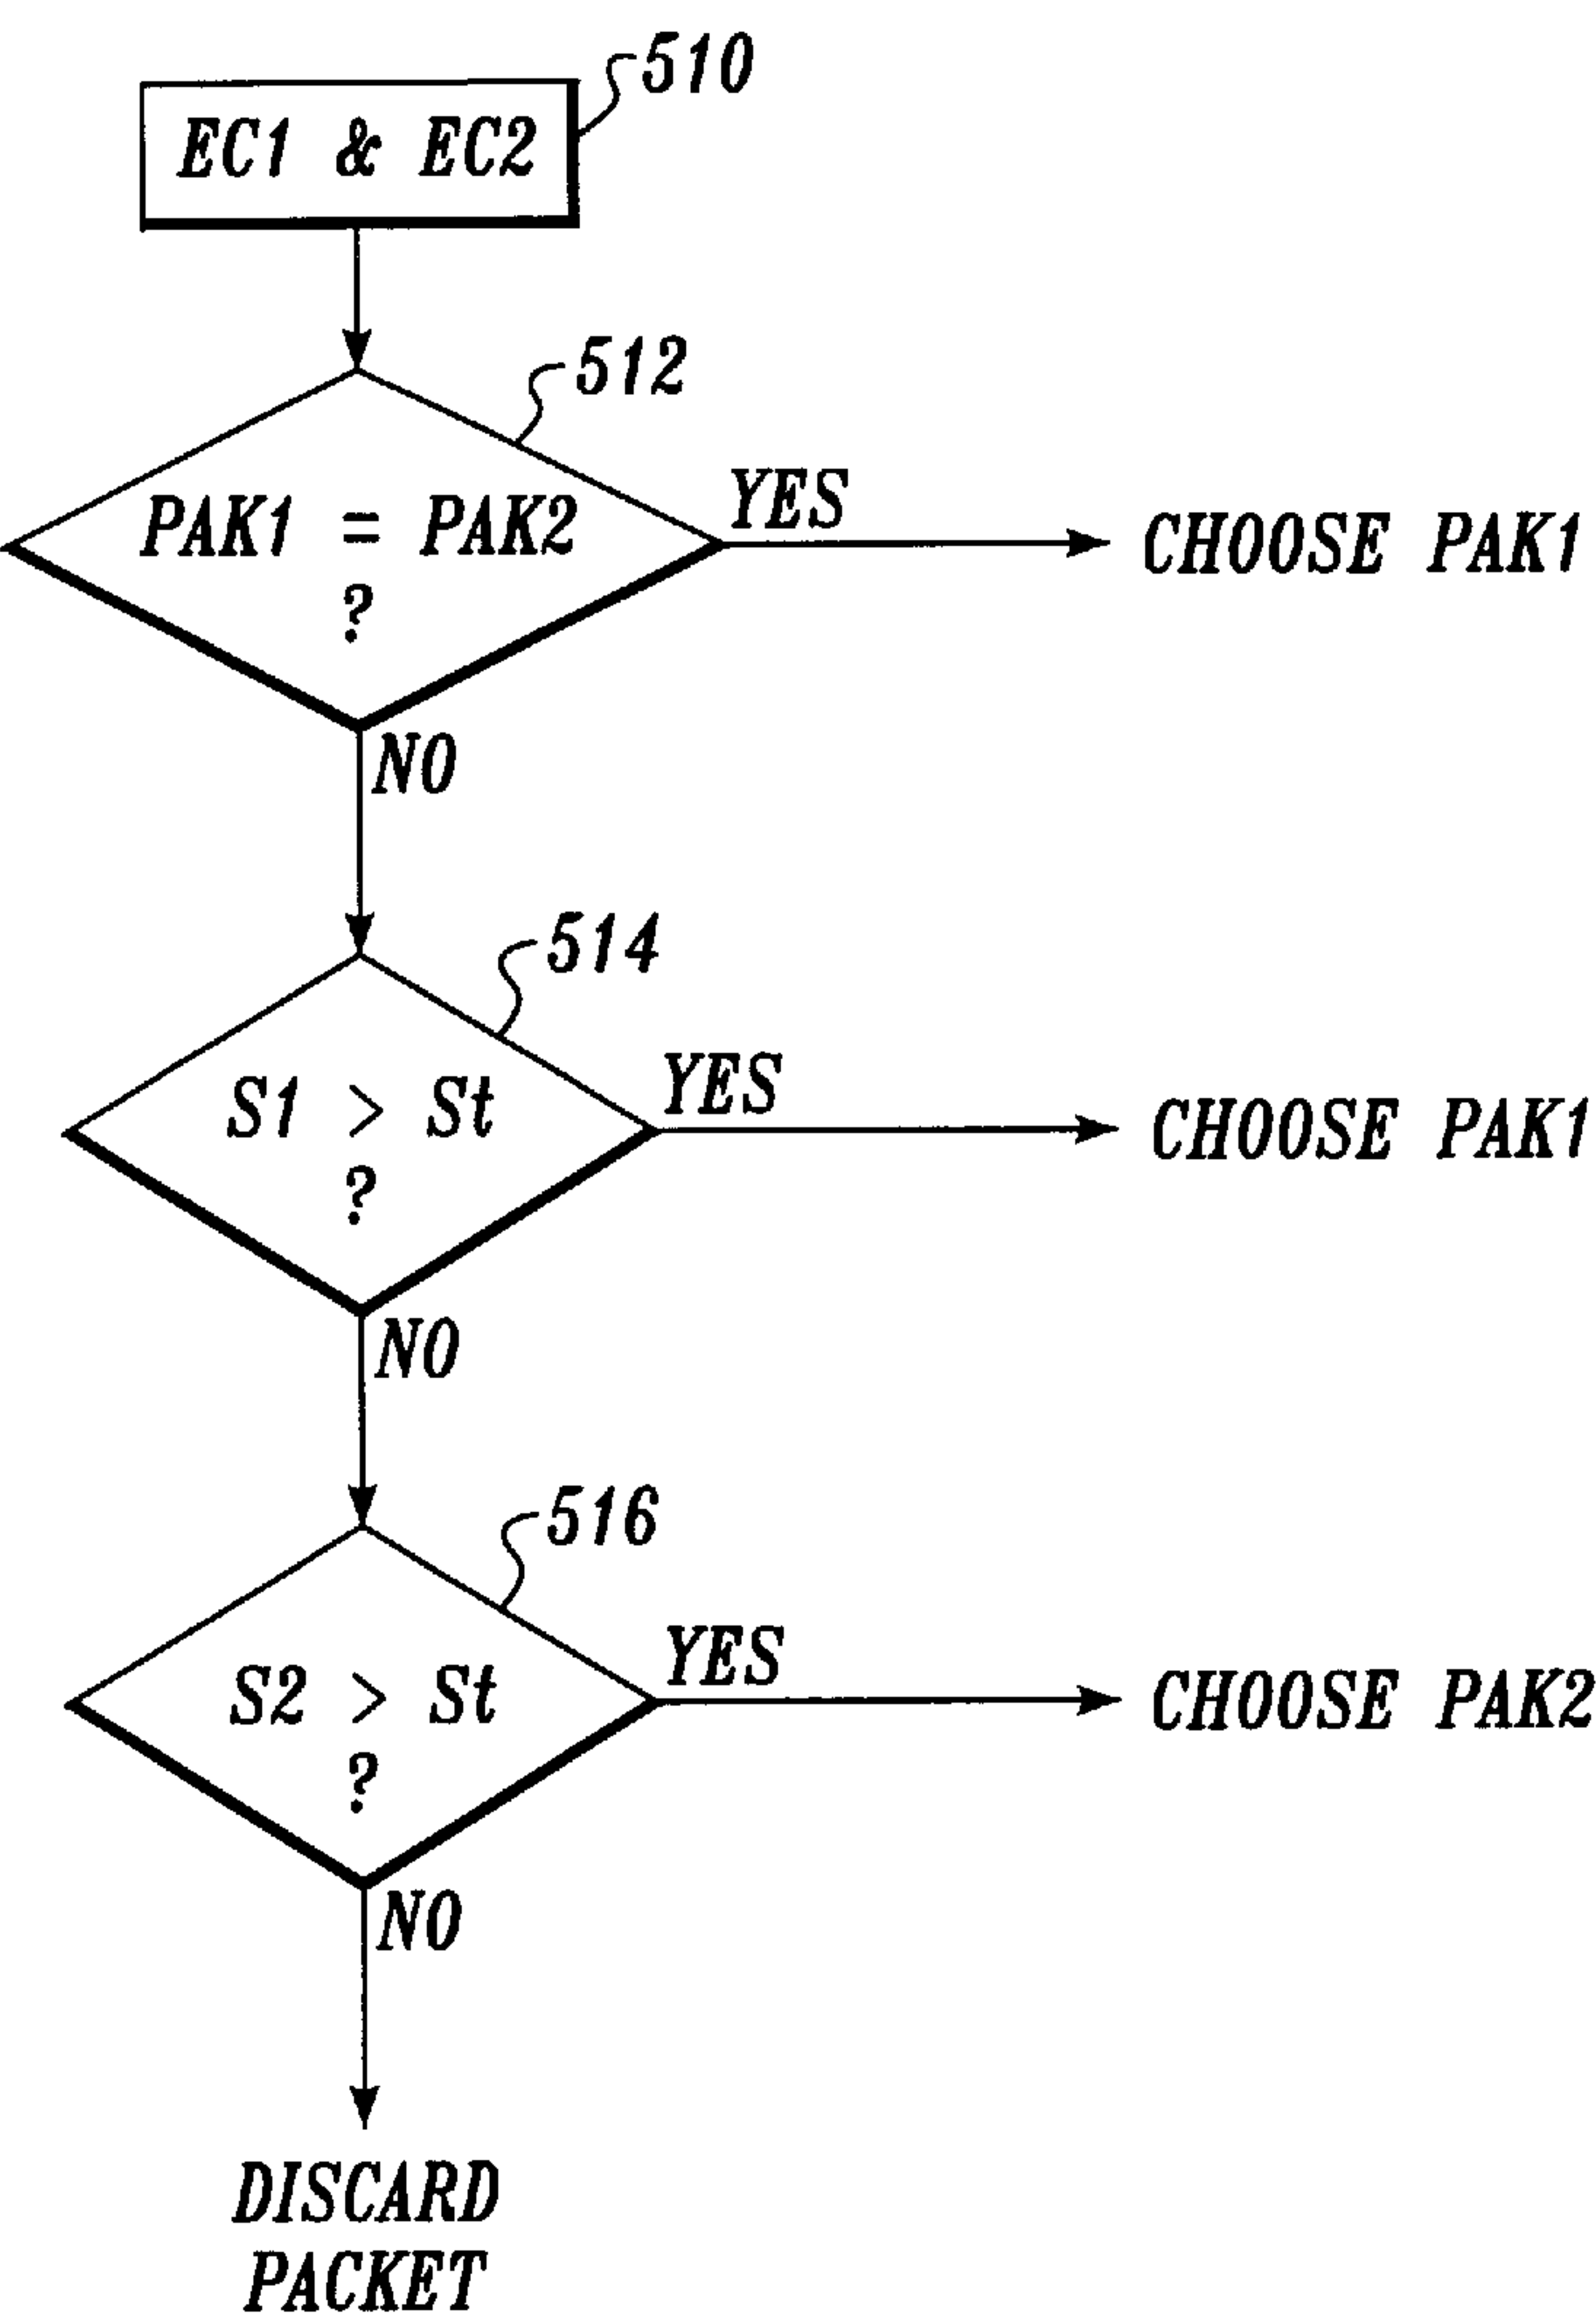 510
EC1 & EC2
512
PAK1 = PAK2
?
YES
CHOOSE PAK1
NO
514
S1 > St
?
YES
CHOOSE PAK1
NO
516
S2 > St
?
YES
CHOOSE PAK2
NO
DISCARD
PACKET